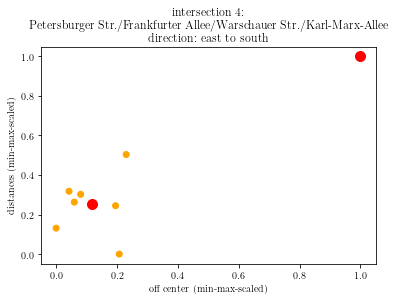 intersection 4:
Petersburger Str./Frankfurter Allee/Warschauer Str./Karl-Marx-Allee
direction: east to south
1.0
0.8
0.6
0.4
0.2
0.0
distances (min-max-scaled)
0.0 0.2 0.4 0.6 0.8 1.0
off center (min-max-scaled)